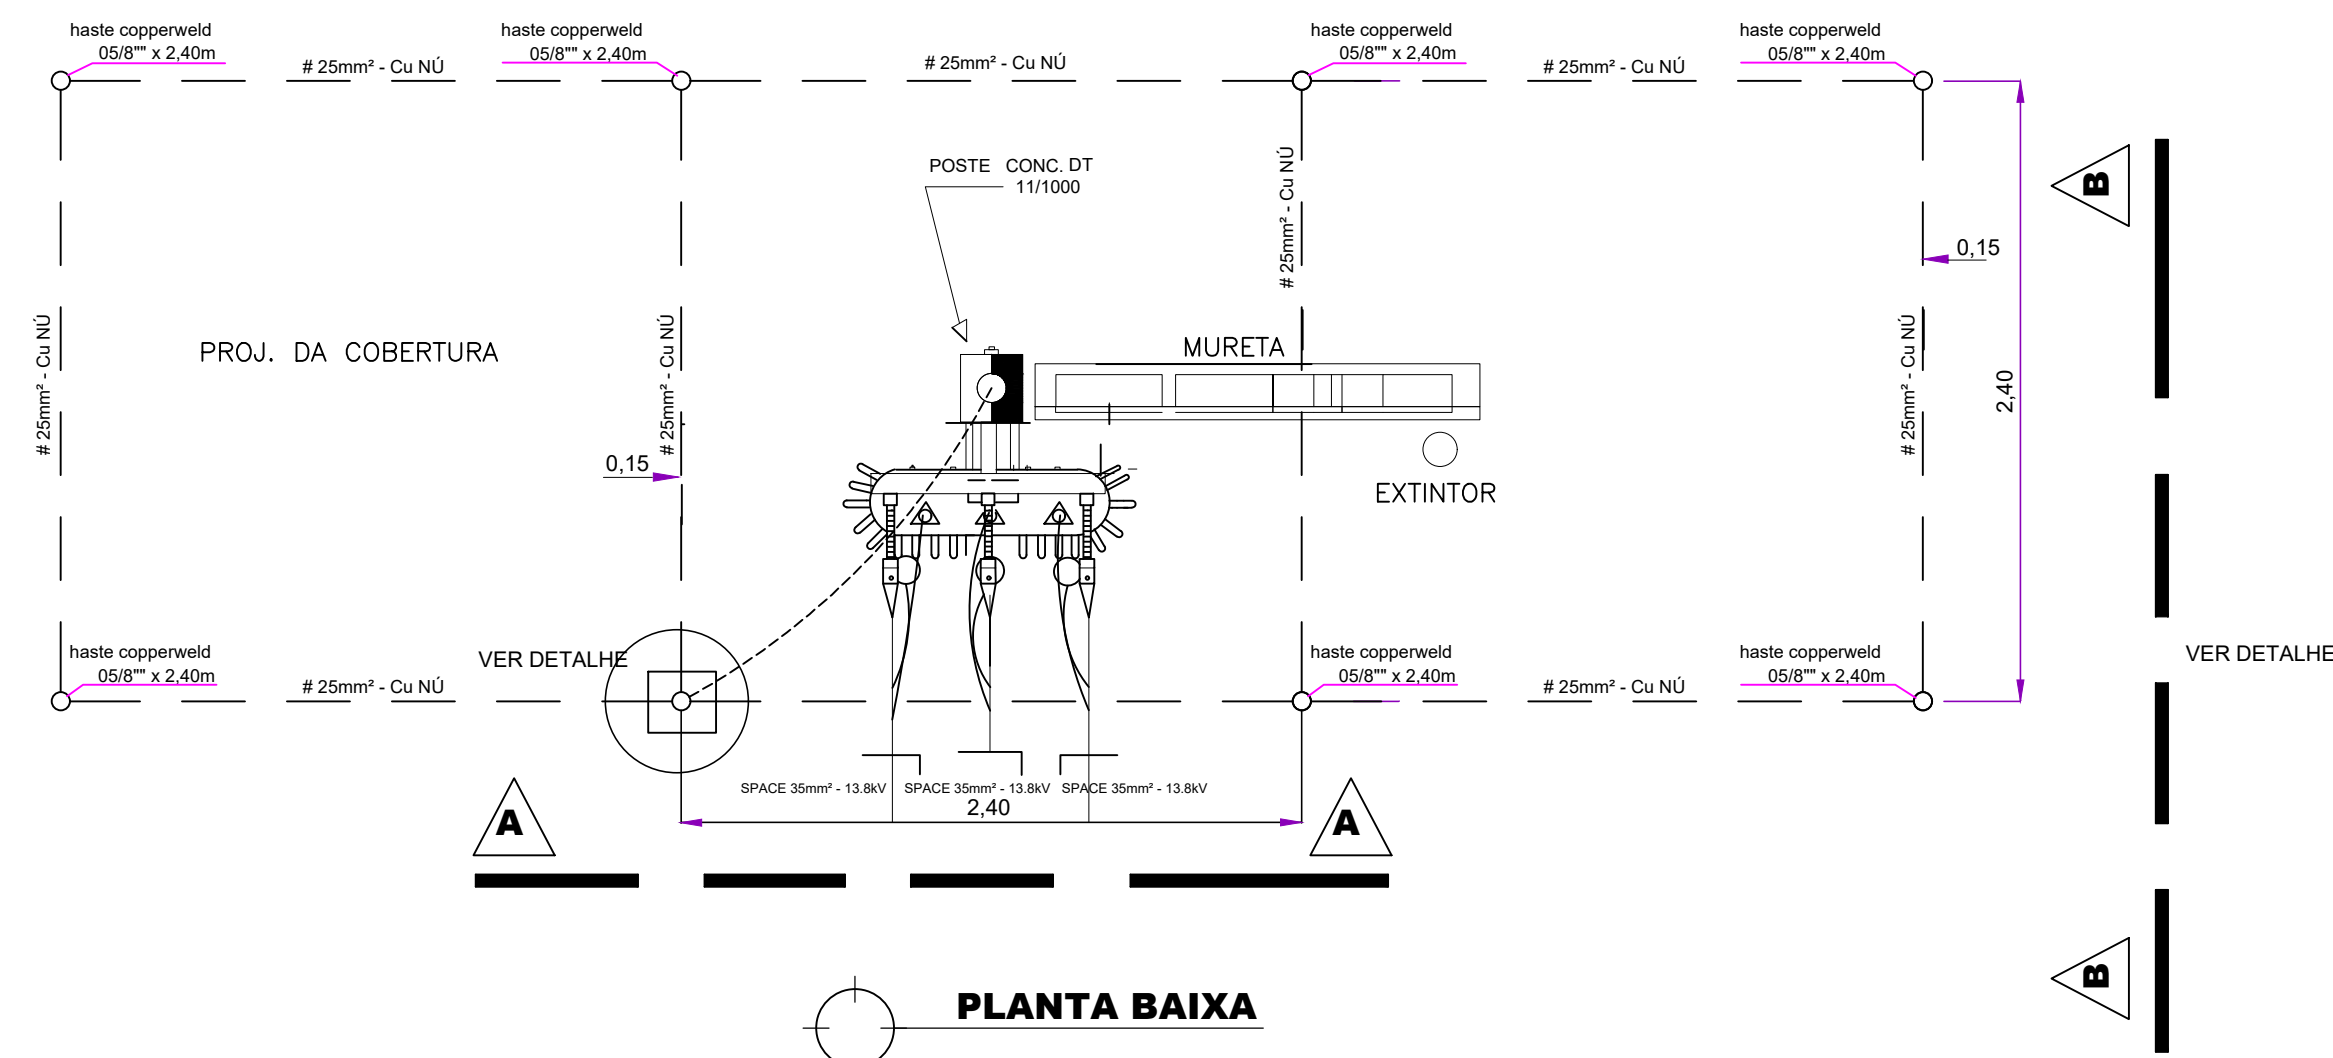 haste copperweld
05/8"" x 2,40m
haste copperweld
05/8"" x 2,40m
haste copperweld
05/8"" x 2,40m
haste copperweld
05/8"" x 2,40m
# 25mm² - Cu NÚ
# 25mm² - Cu NÚ
# 25mm² - Cu NÚ
POSTE CONC. DT
11/1000
# 25mm² - Cu NÚ
B
0,15
PROJ. DA COBERTURA
MURETA
# 25mm² - Cu NÚ
# 25mm² - Cu NÚ
# 25mm² - Cu NÚ
2,40
0,15
EXTINTOR
haste copperweld
05/8"" x 2,40m
VER DETALHE
haste copperweld
05/8"" x 2,40m
haste copperweld
05/8"" x 2,40m
VER DETALHE
# 25mm² - Cu NÚ
# 25mm² - Cu NÚ
SPACE 35mm² - 13.8kV
SPACE 35mm² - 13.8kV
SPACE 35mm² - 13.8kV
2,40
A
A
B
PLANTA BAIXA